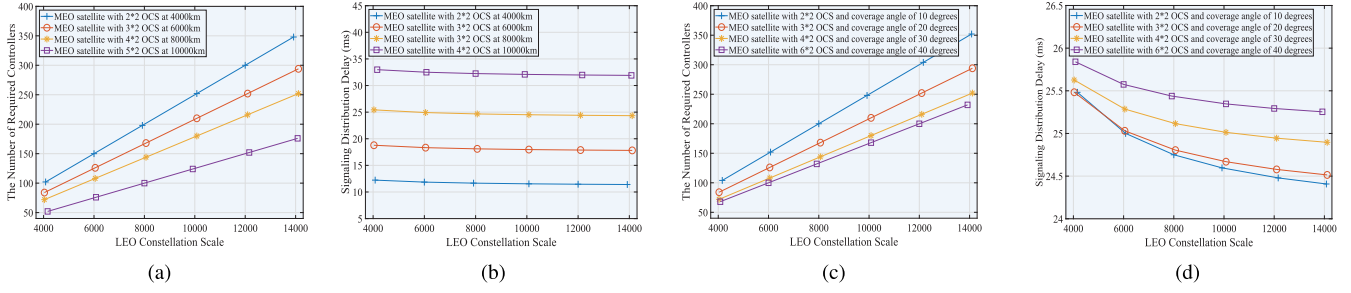 MEO satellite with 2*2 OCS at 4000km
MEO satellite with 3*2 OCS at 6000km
MEO satellite with 4*2 OCS at 8000km
MEO satellite with 5*2 OCS at 10000km
The Number of Required Controllers
400
350
300
250
200
150
100
50
4000 6000 8000 10000 12000 14000
LEO Constellation Scale
(a)
MEO satellite with 2*2 OCS at 4000km
MEO satellite with 3*2 OCS at 6000km
MEO satellite with 3*2 OCS at 8000km
MEO satellite with 4*2 OCS at 10000km
Signaling Distribution Delay (ms)
45
40
35
30
25
20
15
10
5
4000 6000 8000 10000 12000 14000
LEO Constellation Scale
(b)
MEO satellite with 2*2 OCS and coverage angle of 10 degrees
MEO satellite with 3*2 OCS and coverage angle of 20 degrees
MEO satellite with 4*2 OCS and coverage angle of 30 degrees
MEO satellite with 6*2 OCS and coverage angle of 40 degrees
The Number of Required Controllers
400
350
300
250
200
150
100
50
4000 6000 8000 10000 12000 14000
LEO Constellation Scale
(c)
MEO satellite with 2*2 OCS and coverage angle of 10 degrees
MEO satellite with 3*2 OCS and coverage angle of 20 degrees
MEO satellite with 4*2 OCS and coverage angle of 30 degrees
MEO satellite with 6*2 OCS and coverage angle of 40 degrees
Signaling Distribution Delay (ms)
26.5
26
25.5
25
24.5
24
4000 6000 8000 10000 12000 14000
LEO Constellation Scale
(d)